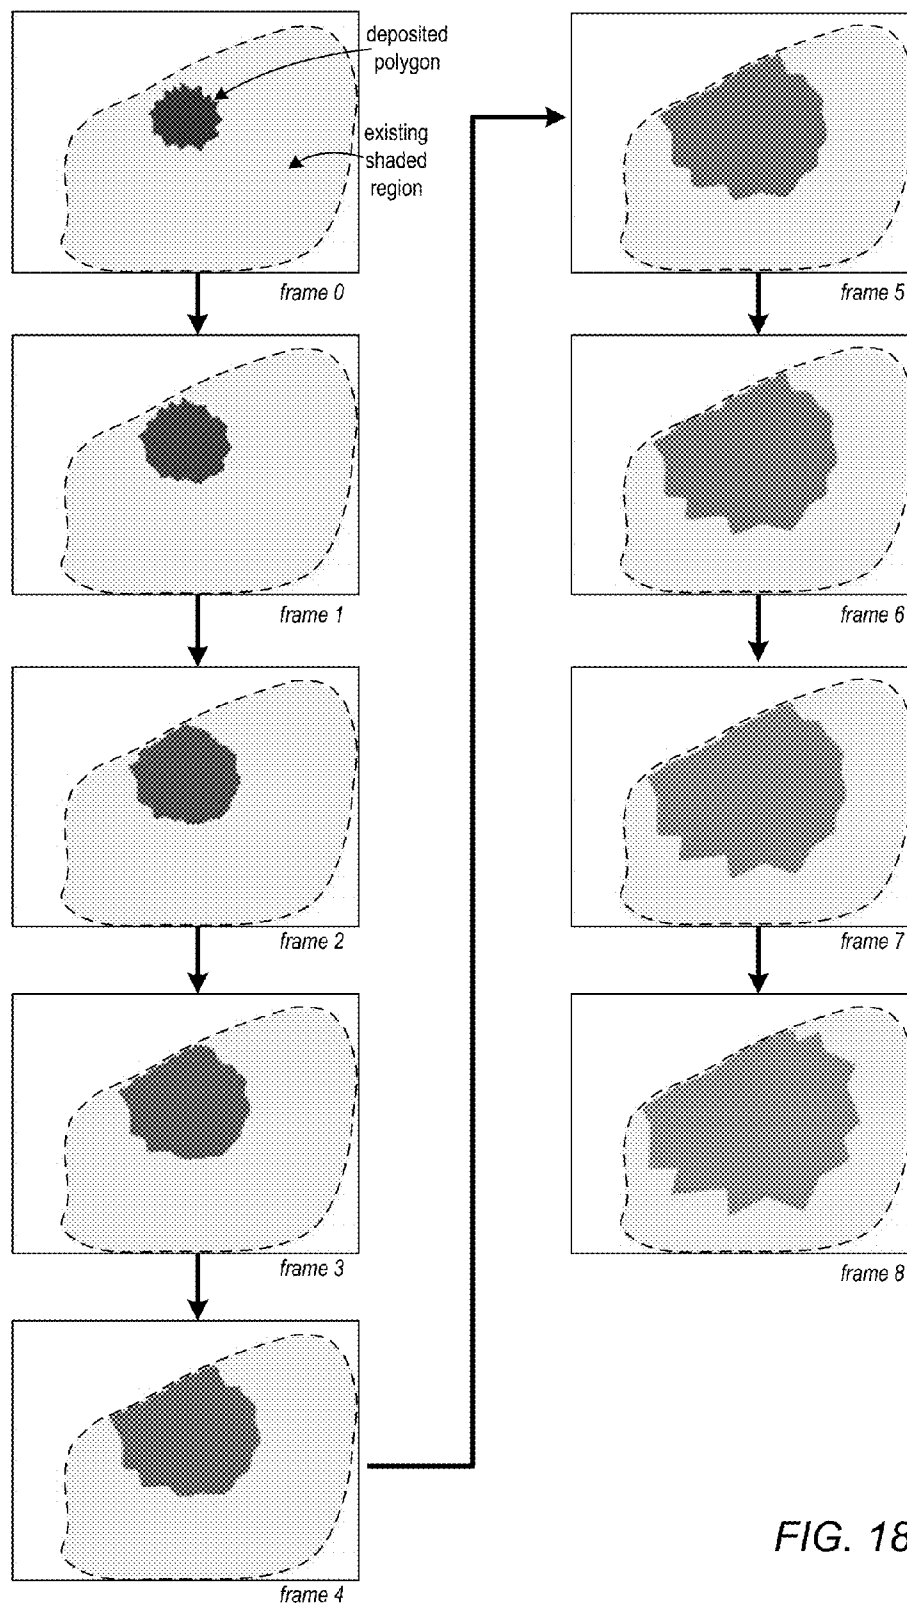 deposited
polygon
existing
shaded
region
frame 0
frame 1
frame 2
frame 3
frame 4
frame 5
frame 6
frame 7
frame 8
FIG. 18